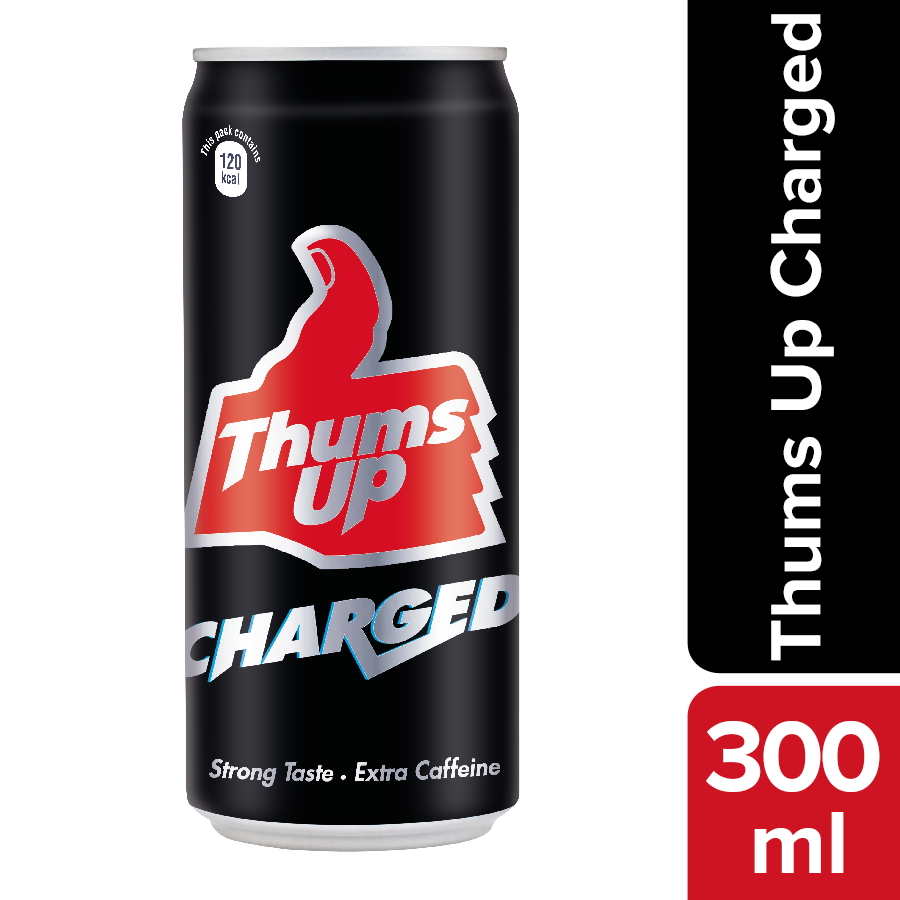 This pack contains
120
kcal
Thums
Up
CHARGED
Strong Taste . Extra Caffeine
Thums Up Charged
300
ml